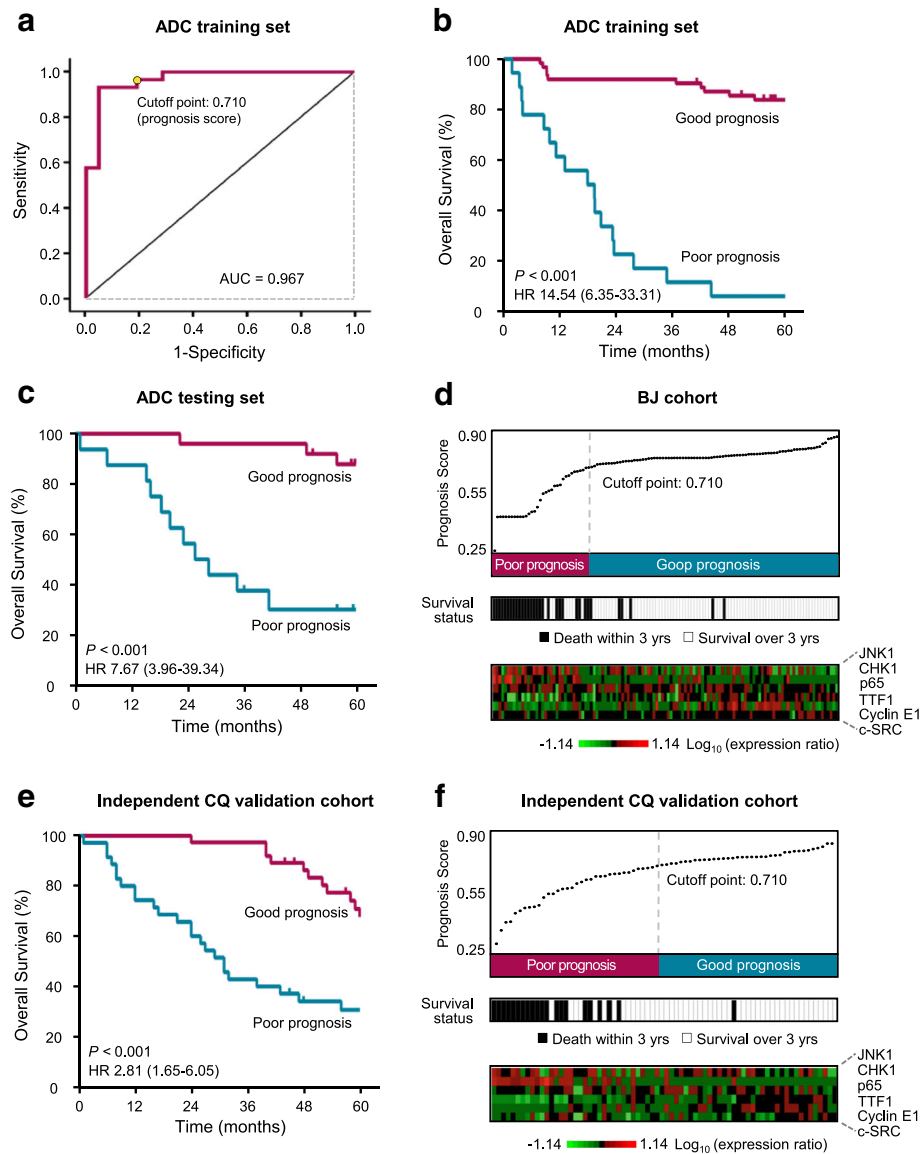 a
ADC training set
Sensitivity
1.0
0.8
0.6
0.4
0.2
0.0
Cutoff point: 0.710
(prognosis score)
AUC = 0.967
0.0 0.2 0.4 0.6 0.8 1.0
1-Specificity
b
ADC training set
Overall Survival (%)
100
80
60
40
20
0
Good prognosis
Poor prognosis
P < 0.001
HR 14.54 (6.35-33.31)
0 12 24 36 48 60
Time (months)
c
ADC testing set
Overall Survival (%)
100
80
60
40
20
0
Good prognosis
Poor prognosis
P < 0.001
HR 7.67 (3.96-39.34)
0 12 24 36 48 60
Time (months)
d
BJ cohort
Prognosis Score
0.90
0.55
0.25
Cutoff point: 0.710
Poor prognosis Goop prognosis
Survival
status
Death within 3 yrs Survival over 3 yrs
JNK1
CHK1
p65
TTF1
Cyclin E1
c-SRC
-1.14 1.14 Log10 (expression ratio)
e
Independent CQ validation cohort
Overall Survival (%)
100
80
60
40
20
0
Good prognosis
Poor prognosis
P < 0.001
HR 2.81 (1.65-6.05)
0 12 24 36 48 60
Time (months)
f
Independent CQ validation cohort
Prognosis Score
0.90
0.55
0.25
Cutoff point: 0.710
Poor prognosis Good prognosis
Survival
status
Death within 3 yrs Survival over 3 yrs
JNK1
CHK1
p65
TTF1
Cyclin E1
c-SRC
-1.14 1.14 Log10 (expression ratio)